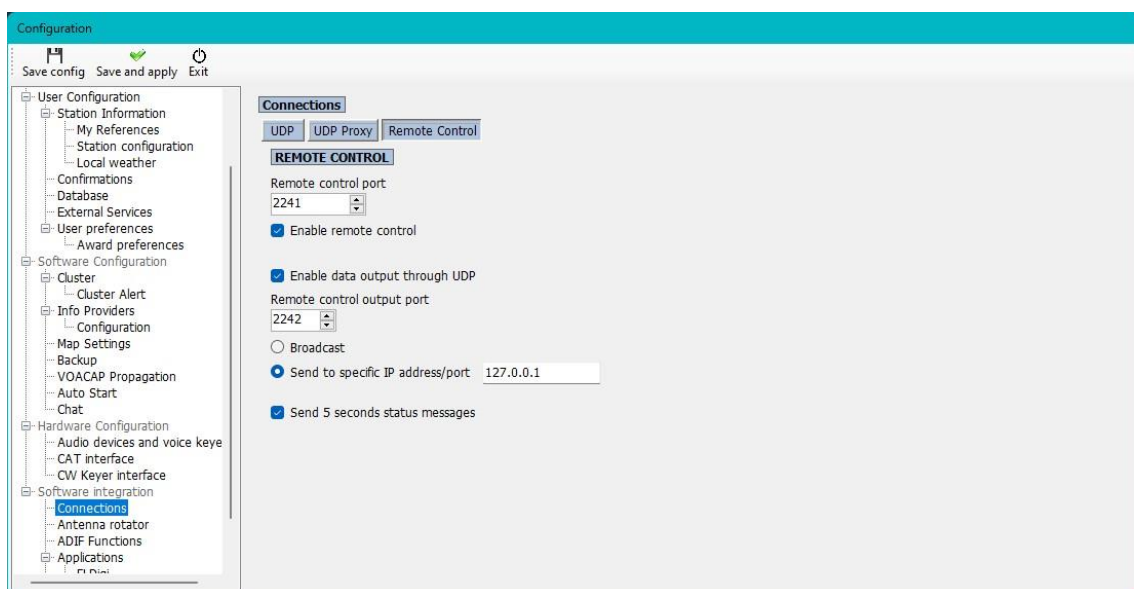 Configuration
Save config Save and apply Exit
User Configuration
Station Information
My References
Station configuration
Local weather
Confirmations
Database
External Services
User preferences
Award preferences
Software Configuration
Cluster
Cluster Alert
Info Providers
Configuration
Map Settings
Backup
VOACAP Propagation
Auto Start
Chat
Hardware Configuration
Audio devices and voice keye
CAT interface
CW Keyer interface
Software integration
Connections
Antenna rotator
ADIF Functions
Applications
Connections
UDP UDP Proxy Remote Control
REMOTE CONTROL
Remote control port
2241
Enable remote control
Enable data output through UDP
Remote control output port
2242
Broadcast
Send to specific IP address/port 127.0.0.1
Send 5 seconds status messages